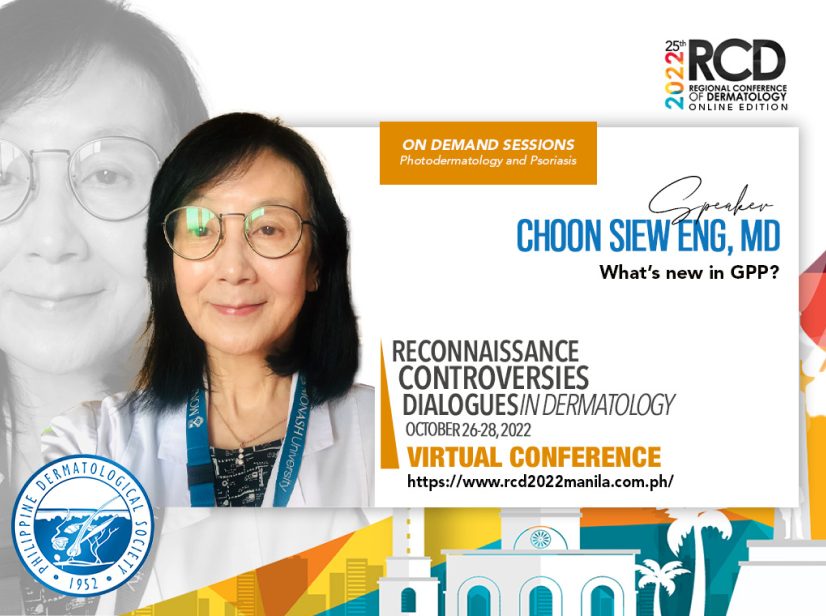 25th
2022
RCD
REGIONAL CONFERENCE
OF DERMATOLOGY
ONLINE EDITION
ON DEMAND SESSIONS
Photodermatology and Psoriasis
Speaker
CHOON SIEW ENG, MD
What's new in GPP?
RECONNAISSANCE
CONTROVERSIES
DIALOGUES IN DERMATOLOGY
OCTOBER 26-28, 2022
VIRTUAL CONFERENCE
https://www.rcd2022manila.com.ph/
MONASH University
PHILIPPINE DERMATOLOGICAL SOCIETY
1952